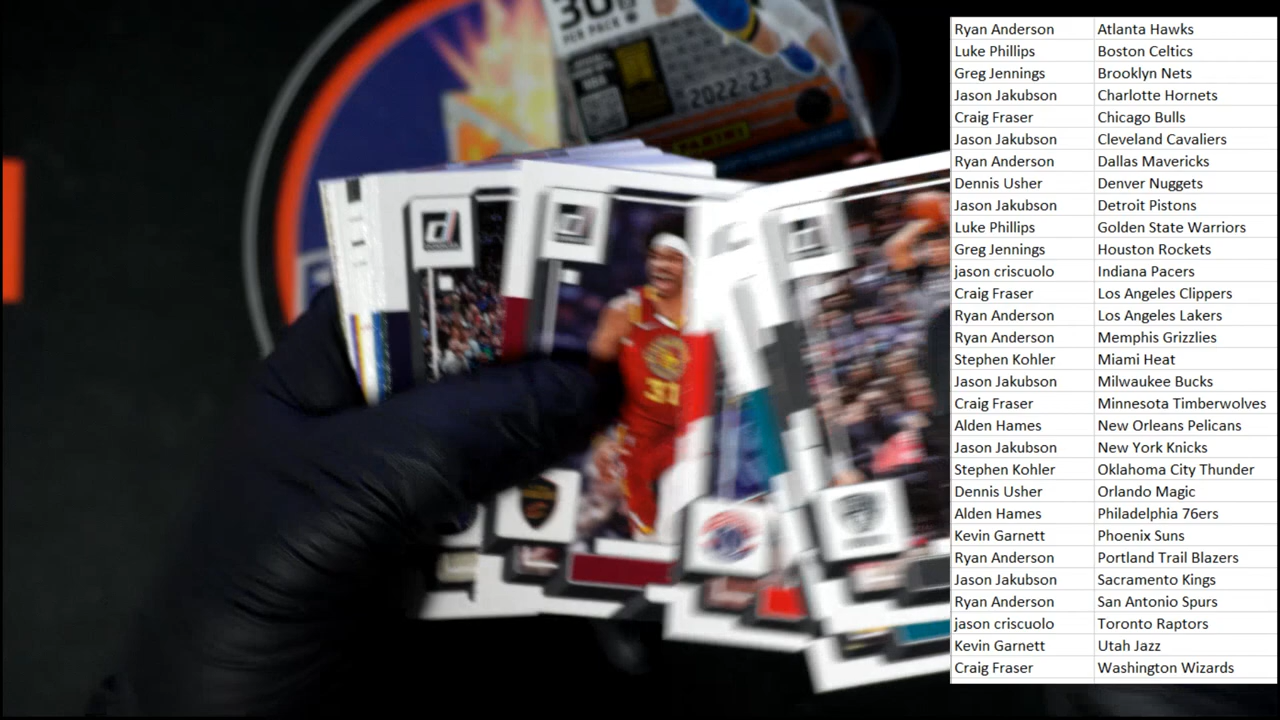 30
PER PACK
2022-23
PANINI
31
Ryan Anderson Atlanta Hawks
Luke Phillips Boston Celtics
Greg Jennings Brooklyn Nets
Jason Jakubson Charlotte Hornets
Craig Fraser Chicago Bulls
Jason Jakubson Cleveland Cavaliers
Ryan Anderson Dallas Mavericks
Dennis Usher Denver Nuggets
Jason Jakubson Detroit Pistons
Luke Phillips Golden State Warriors
Greg Jennings Houston Rockets
jason criscuolo Indiana Pacers
Craig Fraser Los Angeles Clippers
Ryan Anderson Los Angeles Lakers
Ryan Anderson Memphis Grizzlies
Stephen Kohler Miami Heat
Jason Jakubson Milwaukee Bucks
Craig Fraser Minnesota Timberwolves
Alden Hames New Orleans Pelicans
Jason Jakubson New York Knicks
Stephen Kohler Oklahoma City Thunder
Dennis Usher Orlando Magic
Alden Hames Philadelphia 76ers
Kevin Garnett Phoenix Suns
Ryan Anderson Portland Trail Blazers
Jason Jakubson Sacramento Kings
Ryan Anderson San Antonio Spurs
jason criscuolo Toronto Raptors
Kevin Garnett Utah Jazz
Craig Fraser Washington Wizards